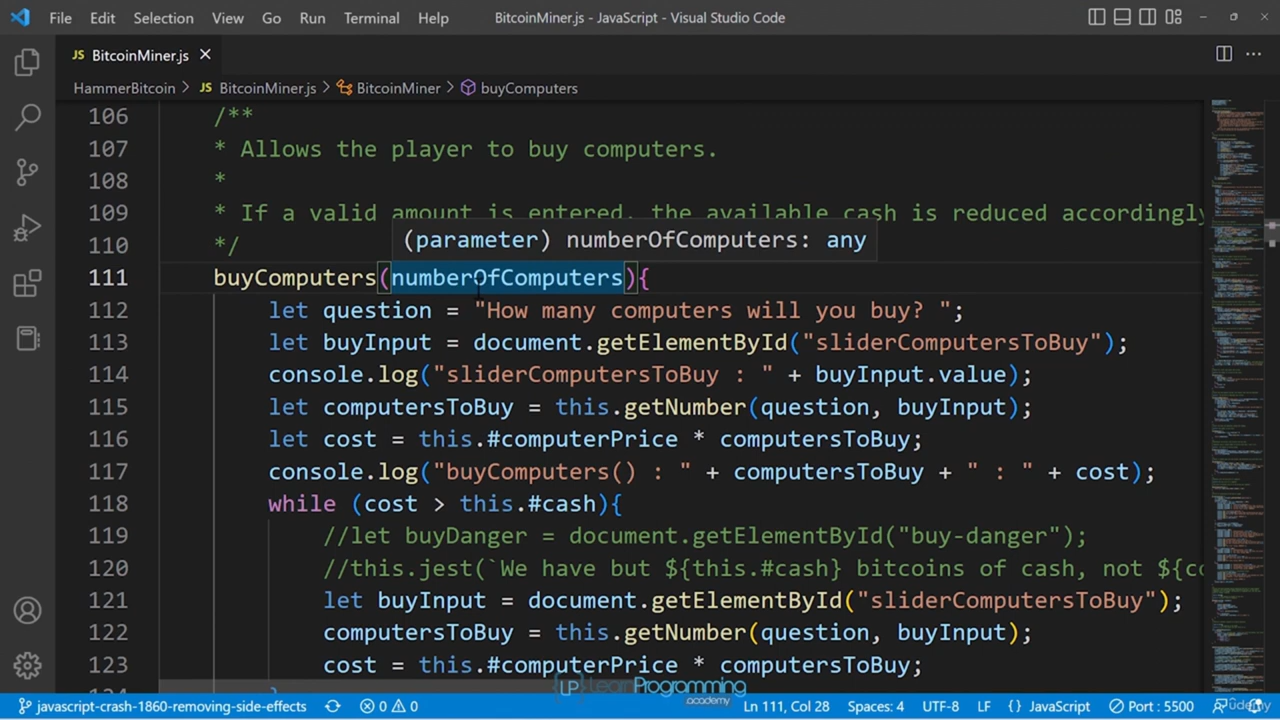 File Edit Selection View Go Run Terminal Help BitcoinMiner.js - JavaScript - Visual Studio Code
JS BitcoinMiner.js
HammerBitcoin > JS BitcoinMiner.js > BitcoinMiner > buyComputers
106 /**
107 * Allows the player to buy computers.
108 *
109 * If a valid amount is entered, the available cash is reduced accordingly
(parameter) numberOfComputers: any
110 */
111 buyComputers(numberOfComputers){
112 let question = "How many computers will you buy? ";
113 let buyInput = document.getElementById("sliderComputersToBuy");
114 console.log("sliderComputersToBuy : " + buyInput.value);
115 let computersToBuy = this.getNumber(question, buyInput);
116 let cost = this.#computerPrice * computersToBuy;
117 console.log("buyComputers() : " + computersToBuy + " : " + cost);
118 while (cost > this.#cash){
119 //let buyDanger = document.getElementById("buy-danger");
120 //this.jest(`We have but ${this.#cash} bitcoins of cash, not ${co
121 let buyInput = document.getElementById("sliderComputersToBuy");
122 computersToBuy = this.getNumber(question, buyInput);
123 cost = this.#computerPrice * computersToBuy;
LP LearnProgramming
.academy
javascript-crash-1860-removing-side-effects 0 0 Ln 111, Col 28 Spaces: 4 UTF-8 LF {} JavaScript Port : 5500
udemy